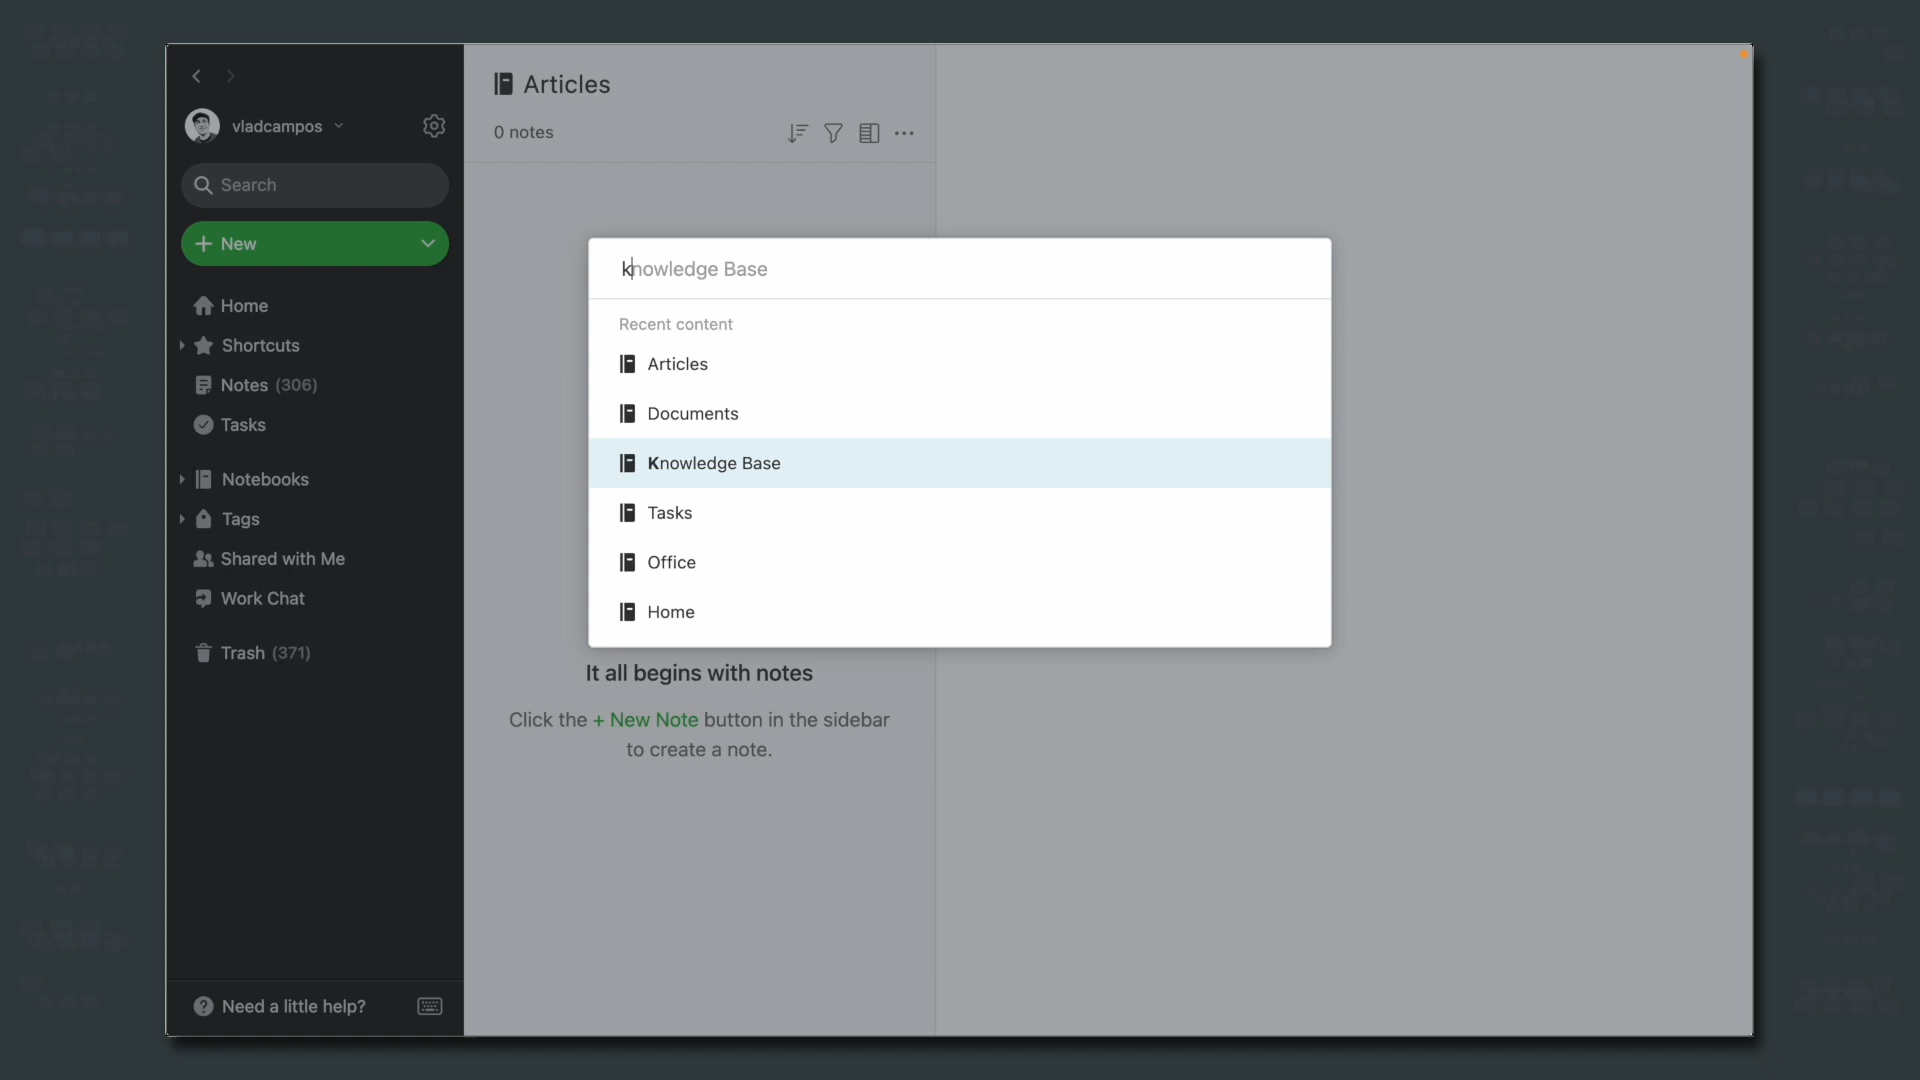 vladcampos
Search
New
Home
Shortcuts
Notes (306)
Tasks
Notebooks
Tags
Shared with Me
Work Chat
Trash (371)
Need a little help?
Articles
0 notes
knowledge Base
Recent content
Articles
Documents
Knowledge Base
Tasks
Office
Home
It all begins with notes
Click the + New Note button in the sidebar
to create a note.